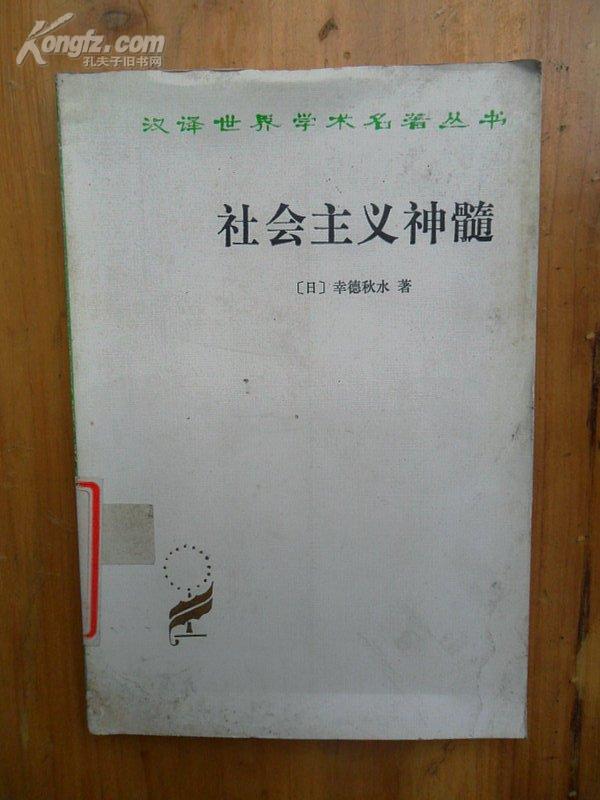 Kongfz.com
孔夫子旧书网
汉译世界学术名著丛书
社会主义神髓
〔日〕幸德秋水 著